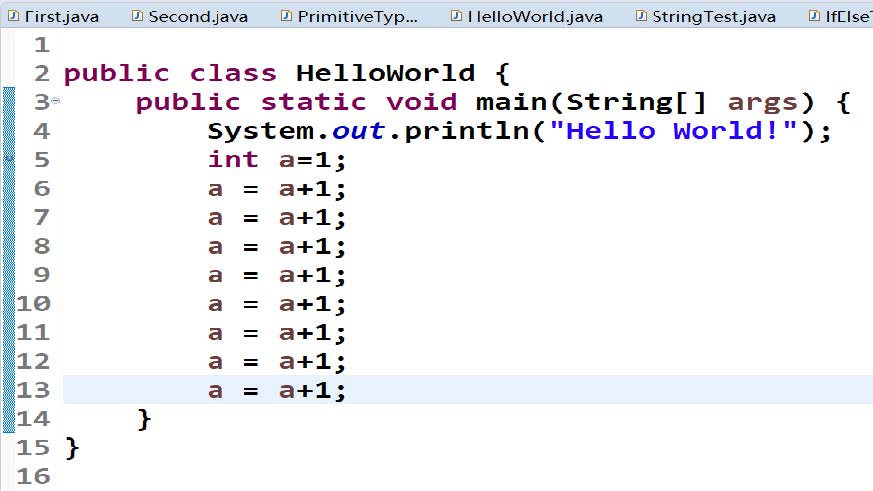 First.java Second.java PrimitiveTyp... HelloWorld.java StringTest.java IfElseT
1
2 public class HelloWorld {
3 public static void main(String[] args) {
4 System.out.println("Hello World!");
5 int a=1;
6 a = a+1;
7 a = a+1;
8 a = a+1;
9 a = a+1;
10 a = a+1;
11 a = a+1;
12 a = a+1;
13 a = a+1;
14 }
15 }
16